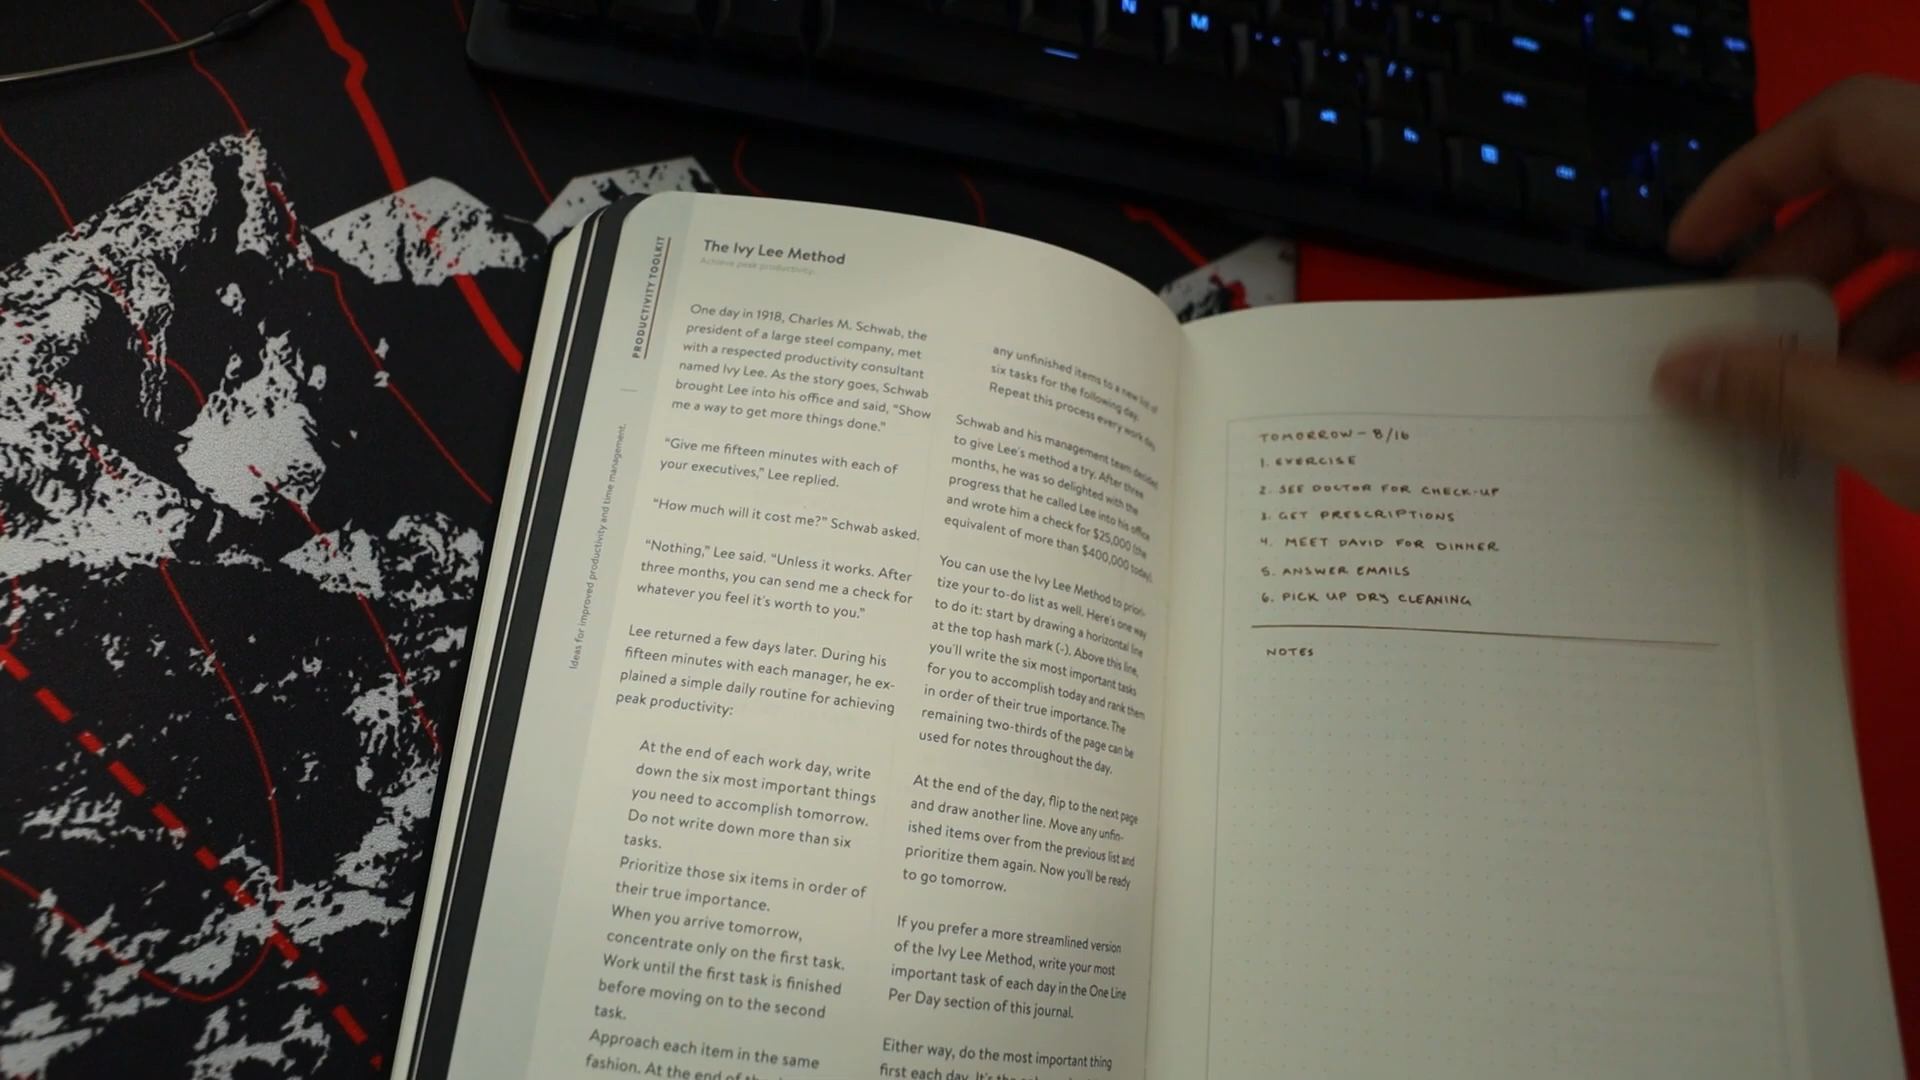 N
M
alt
fn
ctrl
PRODUCTIVITY TOOLKIT
Ideas for improved productivity and time management.
The Ivy Lee Method
Achieve peak productivity.
One day in 1918, Charles M. Schwab, the
president of a large steel company, met
with a respected productivity consultant
named Ivy Lee. As the story goes, Schwab
brought Lee into his office and said, “Show
me a way to get more things done.”
“Give me fifteen minutes with each of
your executives,” Lee replied.
“How much will it cost me?” Schwab asked.
“Nothing,” Lee said. “Unless it works. After
three months, you can send me a check for
whatever you feel it’s worth to you.”
Lee returned a few days later. During his
fifteen minutes with each manager, he ex-
plained a simple daily routine for achieving
peak productivity:
At the end of each work day, write
down the six most important things
you need to accomplish tomorrow.
Do not write down more than six
tasks.
Prioritize those six items in order of
their true importance.
When you arrive tomorrow,
concentrate only on the first task.
Work until the first task is finished
before moving on to the second
task.
Approach each item in the same
fashion. At the end of the
any unfinished items to a new list of
six tasks for the following day.
Repeat this process every work day.
Schwab and his management team decided
to give Lee’s method a try. After three
months, he was so delighted with the
progress that he called Lee into his office
and wrote him a check for $25,000 (the
equivalent of more than $400,000 today).
You can use the Ivy Lee Method to priori-
tize your to-do list as well. Here’s one way
to do it: start by drawing a horizontal line
at the top hash mark (-). Above this line,
you’ll write the six most important tasks
for you to accomplish today and rank them
in order of their true importance. The
remaining two-thirds of the page can be
used for notes throughout the day.
At the end of the day, flip to the next page
and draw another line. Move any unfin-
ished items over from the previous list and
prioritize them again. Now you’ll be ready
to go tomorrow.
If you prefer a more streamlined version
of the Ivy Lee Method, write your most
important task of each day in the One Line
Per Day section of this journal.
Either way, do the most important thing
first each day. It’s the
TOMORROW - 8/16
1. EXERCISE
2. SEE DOCTOR FOR CHECK-UP
3. GET PRESCRIPTIONS
4. MEET DAVID FOR DINNER
5. ANSWER EMAILS
6. PICK UP DRY CLEANING
NOTES